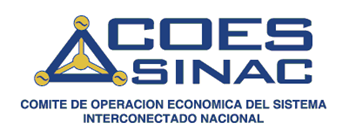 COES
SINAC
COMITE DE OPERACION ECONOMICA DEL SISTEMA
INTERCONECTADO NACIONAL